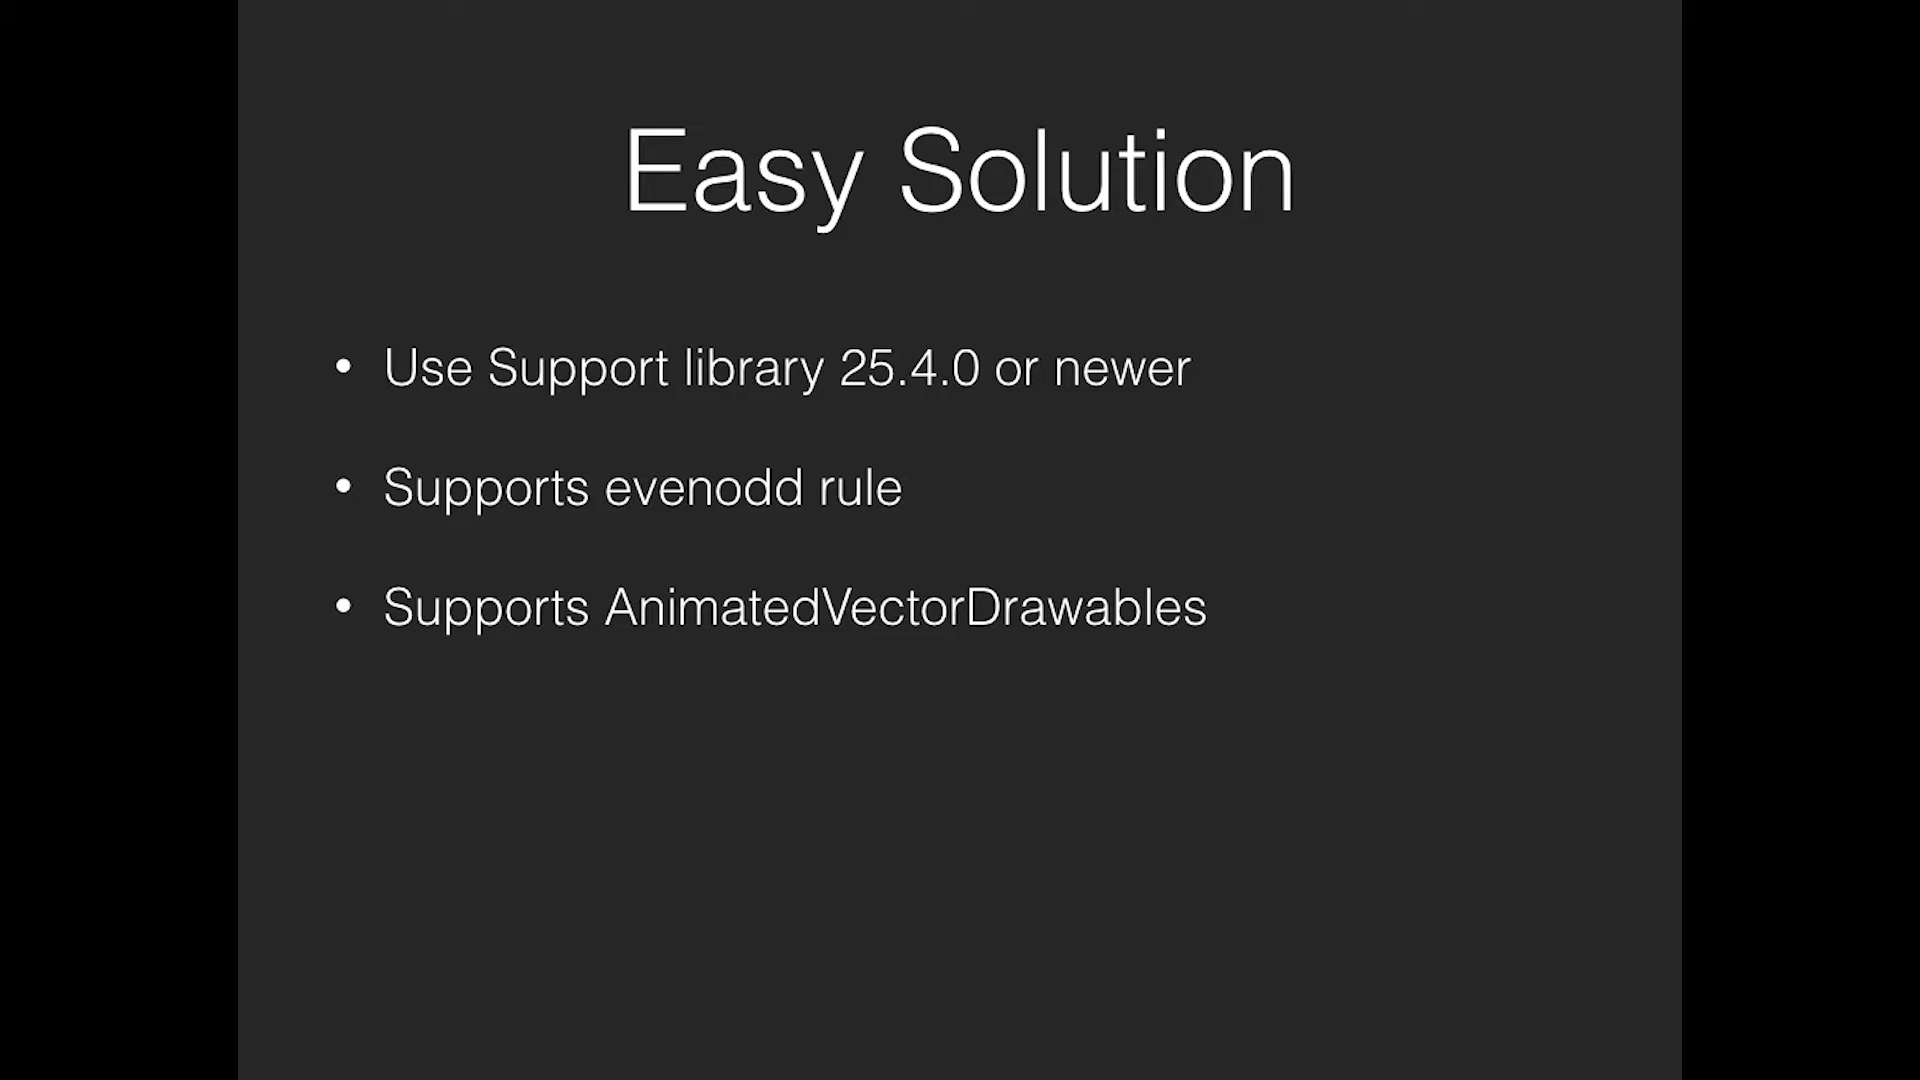 Easy Solution
• Use Support library 25.4.0 or newer
• Supports evenodd rule
• Supports AnimatedVectorDrawables